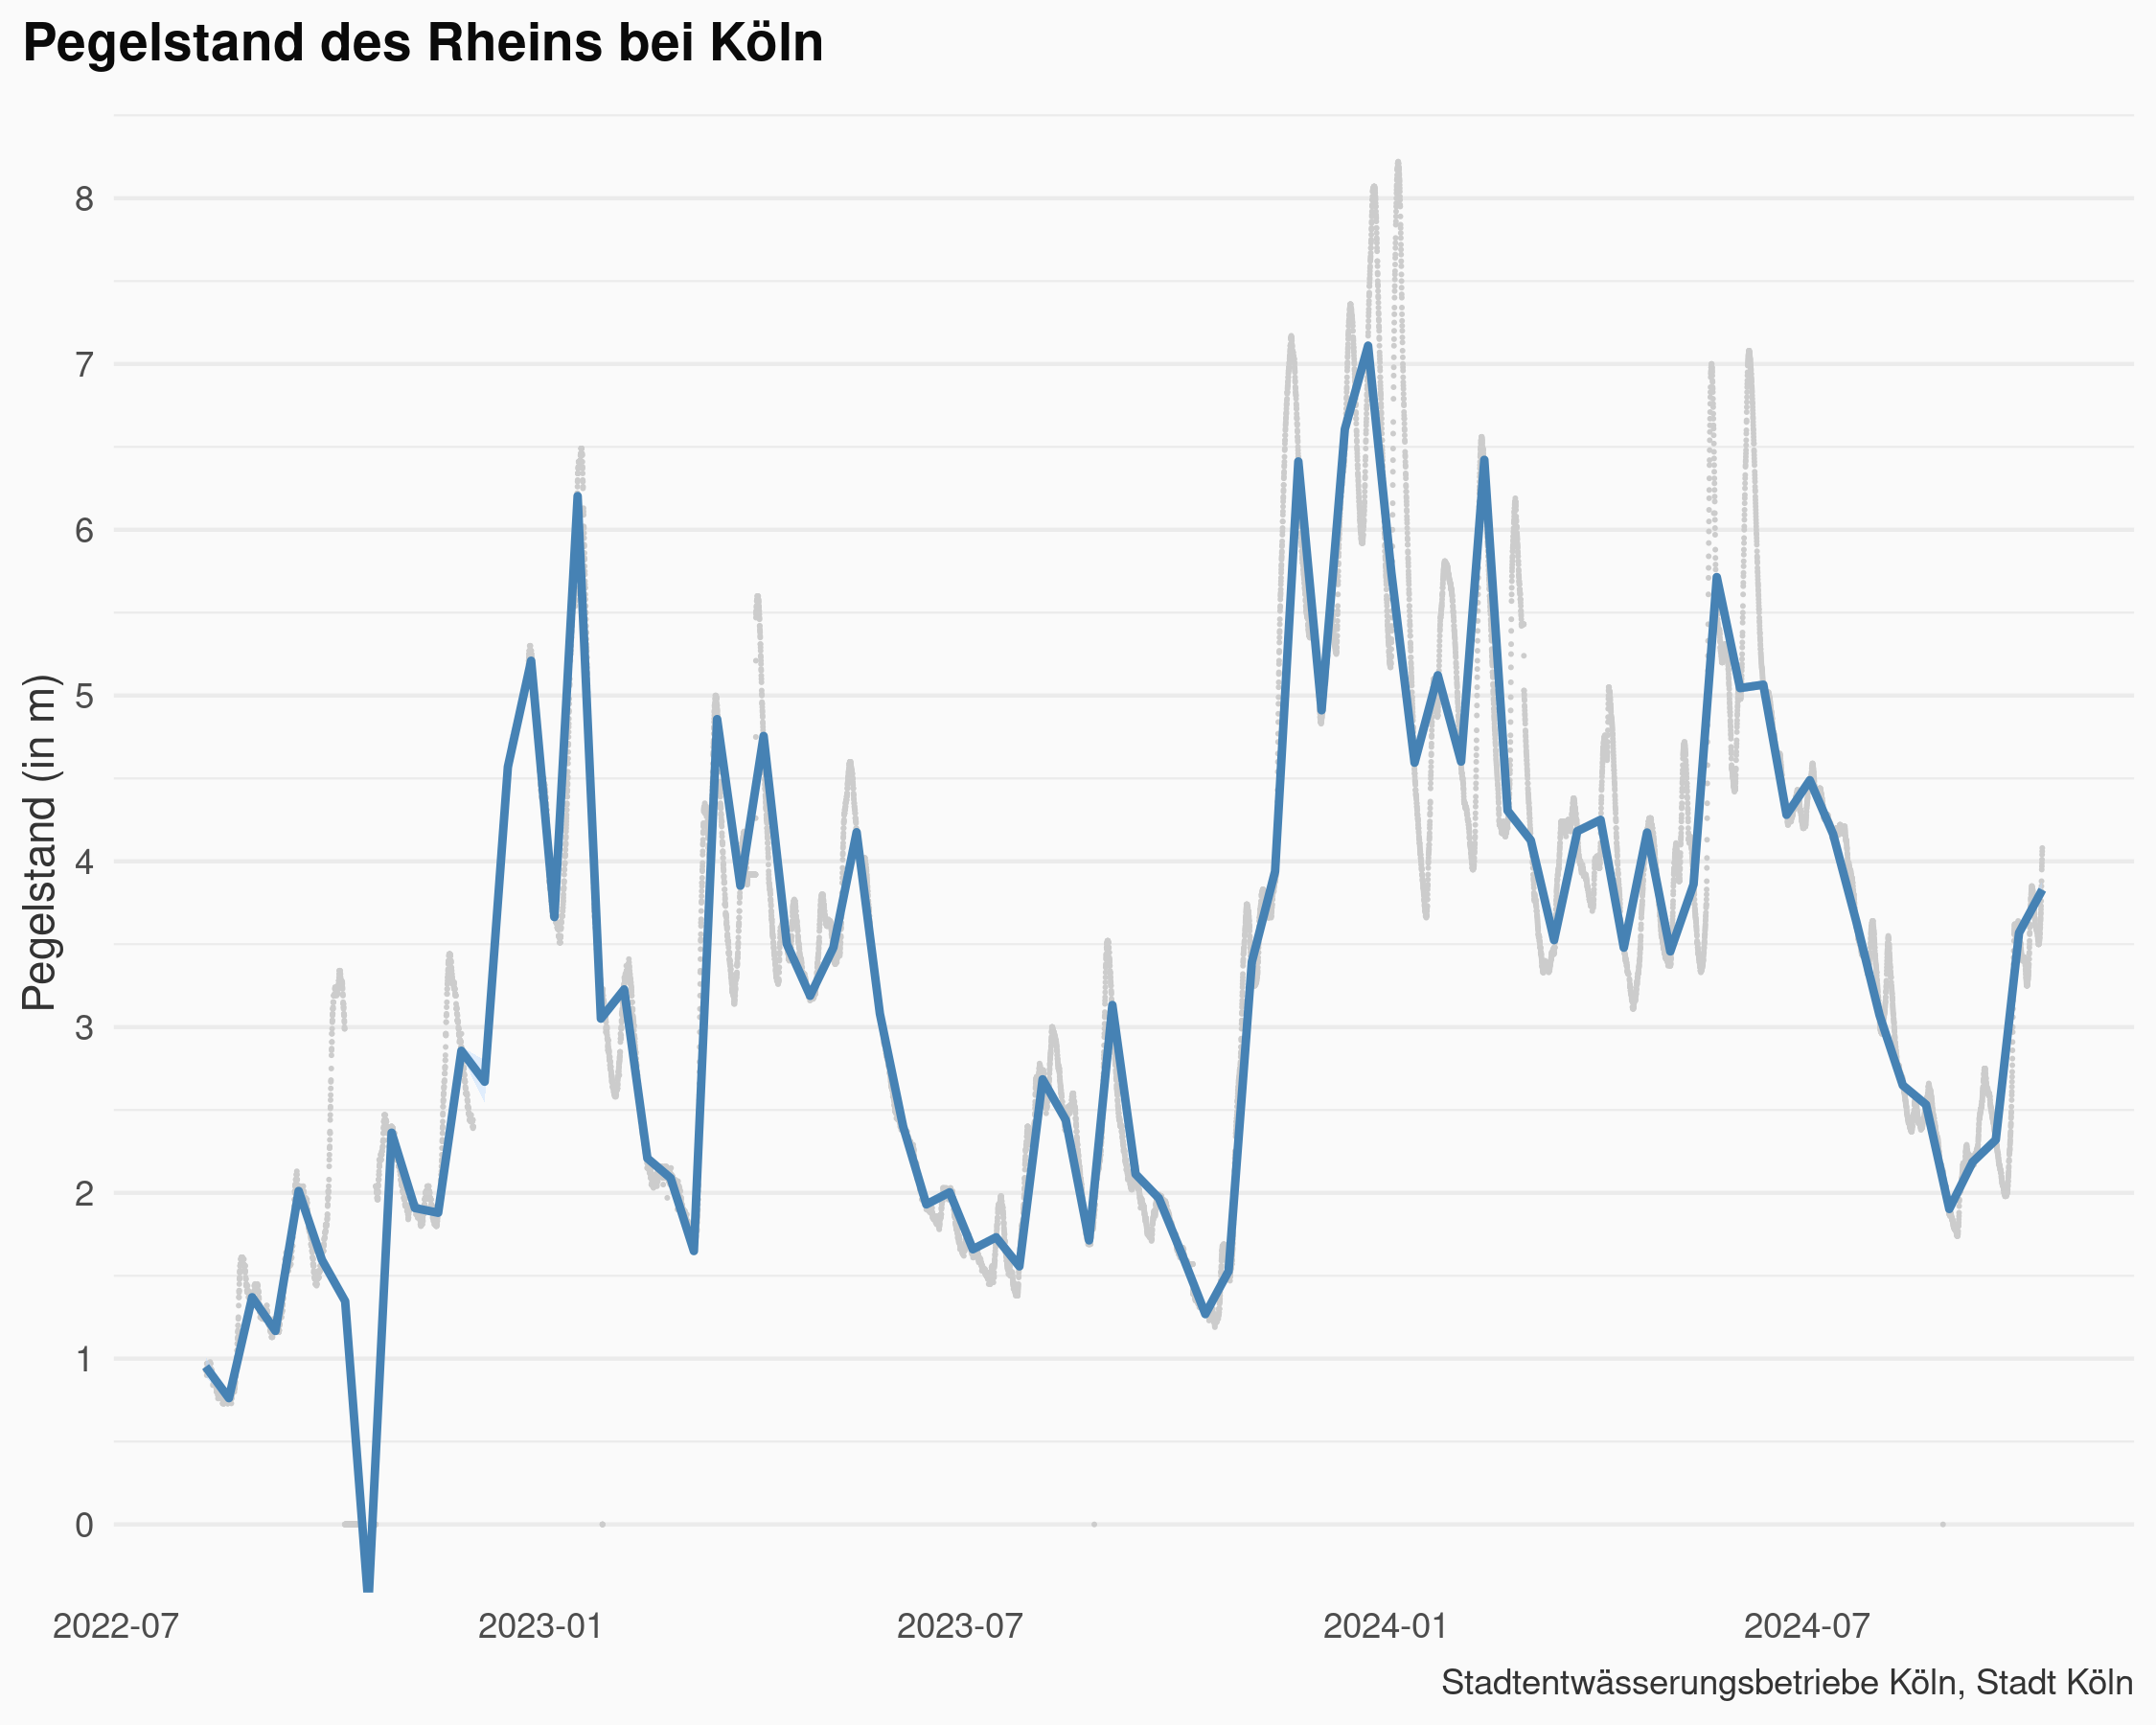 Pegelstand des Rheins bei Köln
Pegelstand (in m)
8
7
6
5
4
3
2
1
0
2022-07 2023-01 2023-07 2024-01 2024-07
Stadtentwässerungsbetriebe Köln, Stadt Köln